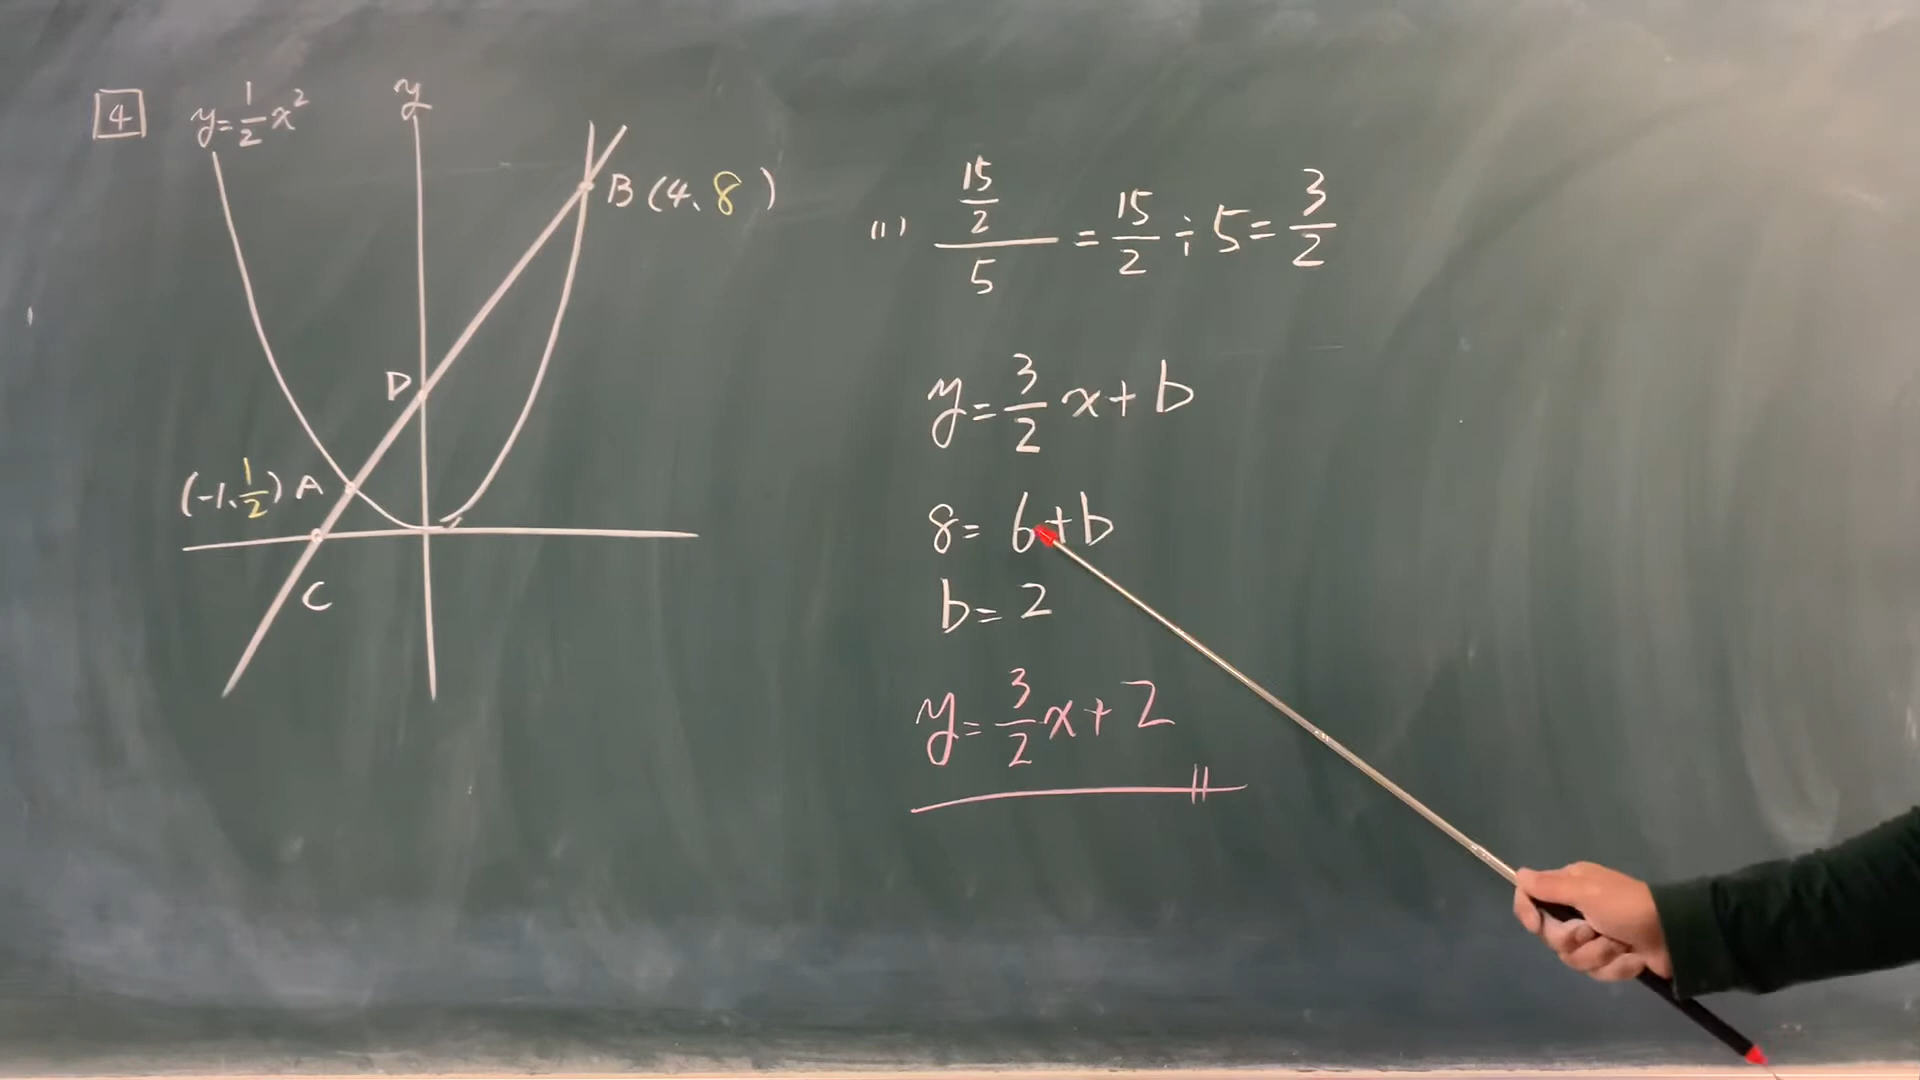 4 y=1/2x²
y
B(4、8)
D
(-1、1/2) A
C
(1) 15/2/5 = 15/2 ÷ 5 = 3/2
y = 3/2 x + b
8 = 6 + b
b = 2
y = 3/2 x + 2